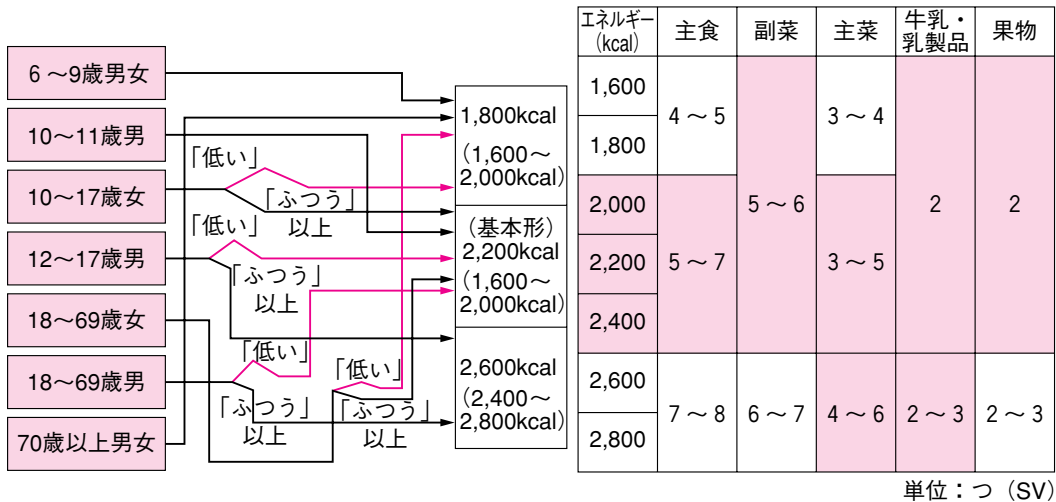 6～9歳男女
10～11歳男
10～17歳女
12～17歳男
18～69歳女
18～69歳男
70歳以上男女
「低い」
「ふつう」
以上
「低い」
「ふつう」
以上
「低い」
「ふつう」
以上
「低い」
「ふつう」
以上
1,800kcal
(1,600～
2,000kcal)
(基本形)
2,200kcal
(1,600～
2,000kcal)
2,600kcal
(2,400～
2,800kcal)
エネルギー
(kcal)
主食
副菜
主菜
牛乳・
乳製品
果物
1,600
1,800
2,000
2,200
2,400
2,600
2,800
4～5
5～7
7～8
5～6
6～7
3～4
3～5
4～6
2
2～3
2
2～3
単位：つ（SV）